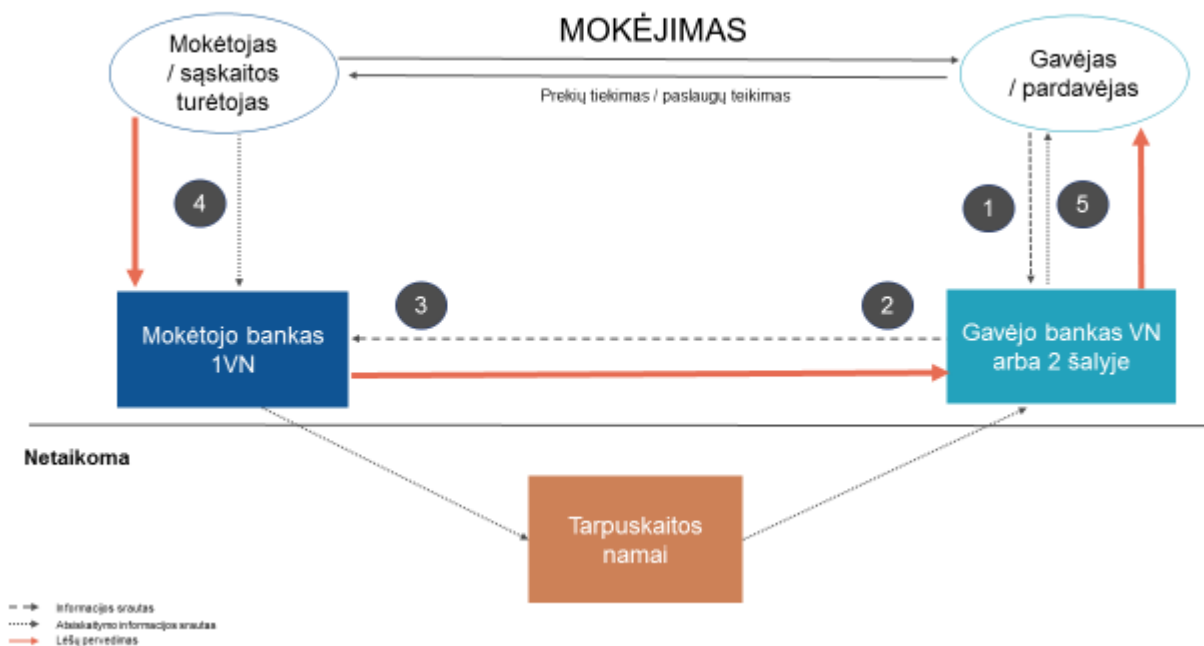 MOKĖJIMAS
Mokėtojas
/ sąskaitos
turėtojas
Gavėjas
/ pardavėjas
Prekių tiekimas / paslaugų teikimas
4
1
5
3
2
Mokėtojo bankas
1VN
Gavėjo bankas VN
arba 2 šalyje
Netaikoma
Tarpuskaitos
namai
Informacijos srautas
Atsiskaitymo informacijos srautas
Lėšų pervedimas